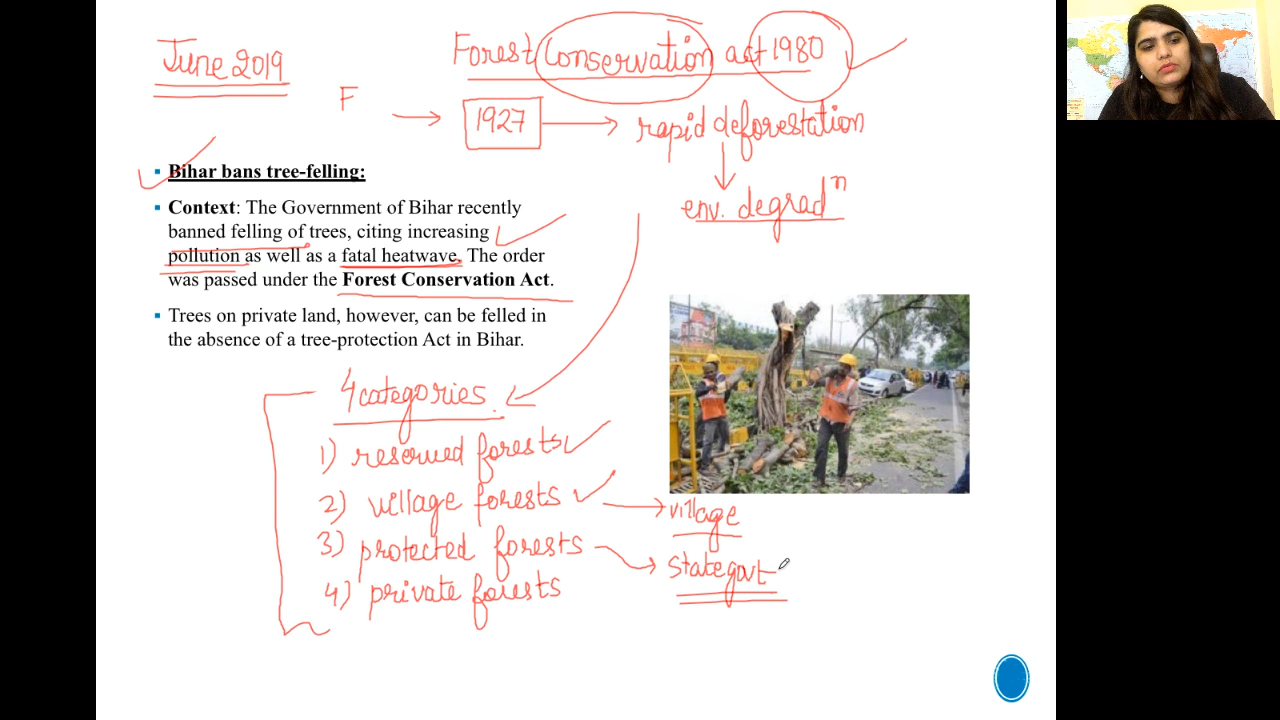 June 2019
Forest Conservation act 1980
F
1927
rapid deforestation
env. degradn
Bihar bans tree-felling:
Context: The Government of Bihar recently
banned felling of trees, citing increasing
pollution as well as a fatal heatwave. The order
was passed under the Forest Conservation Act.
Trees on private land, however, can be felled in
the absence of a tree-protection Act in Bihar.
4 categories.
1) reserved forests
2) village forests
village
3) protected forests
state govt
4) private forests